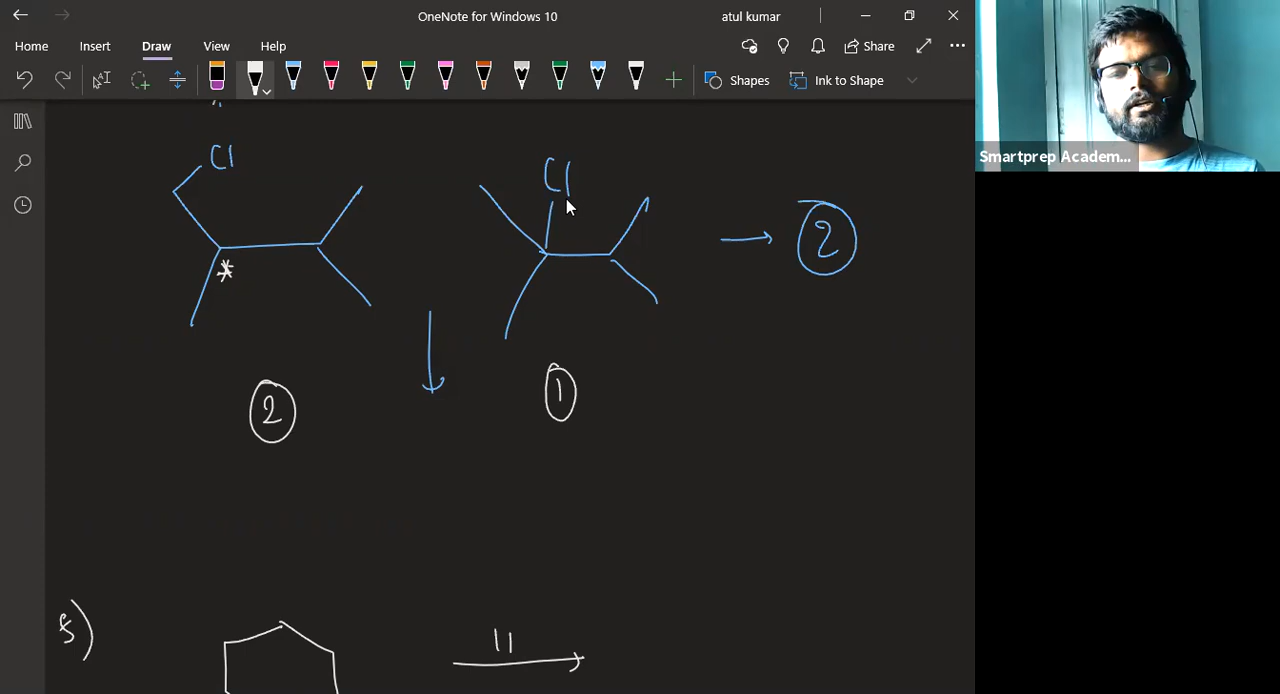 OneNote for Windows 10
atul kumar
Home Insert Draw View Help
Share
Shapes
Ink to Shape
Smartprep Academ...
Cl
Cl
*
2
2
1
f)
11